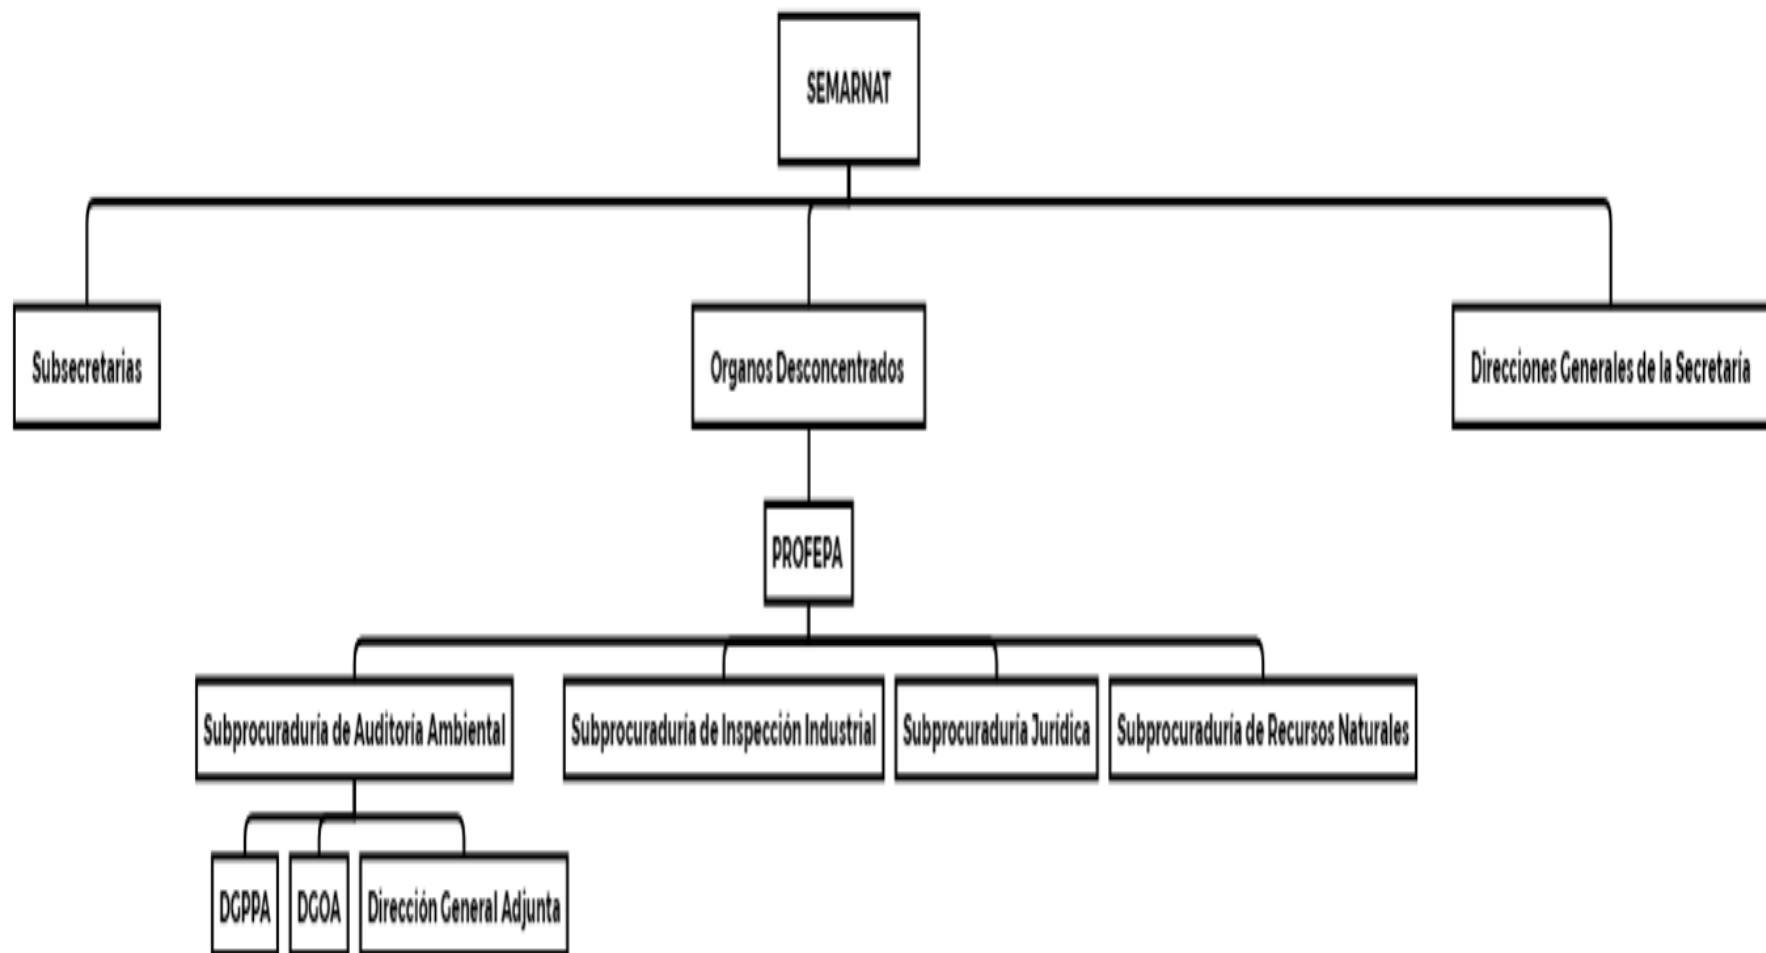 SEMARNAT
Subsecretarias
Organos Desconcentrados
Direcciones Generales de la Secretaría
PROFEPA
Subprocuraduría de Auditoría Ambiental
Subprocuraduría de Inspección Industrial
Subprocuraduría Jurídica
Subprocuraduría de Recursos Naturales
DGPPA
DGOA
Dirección General Adjunta